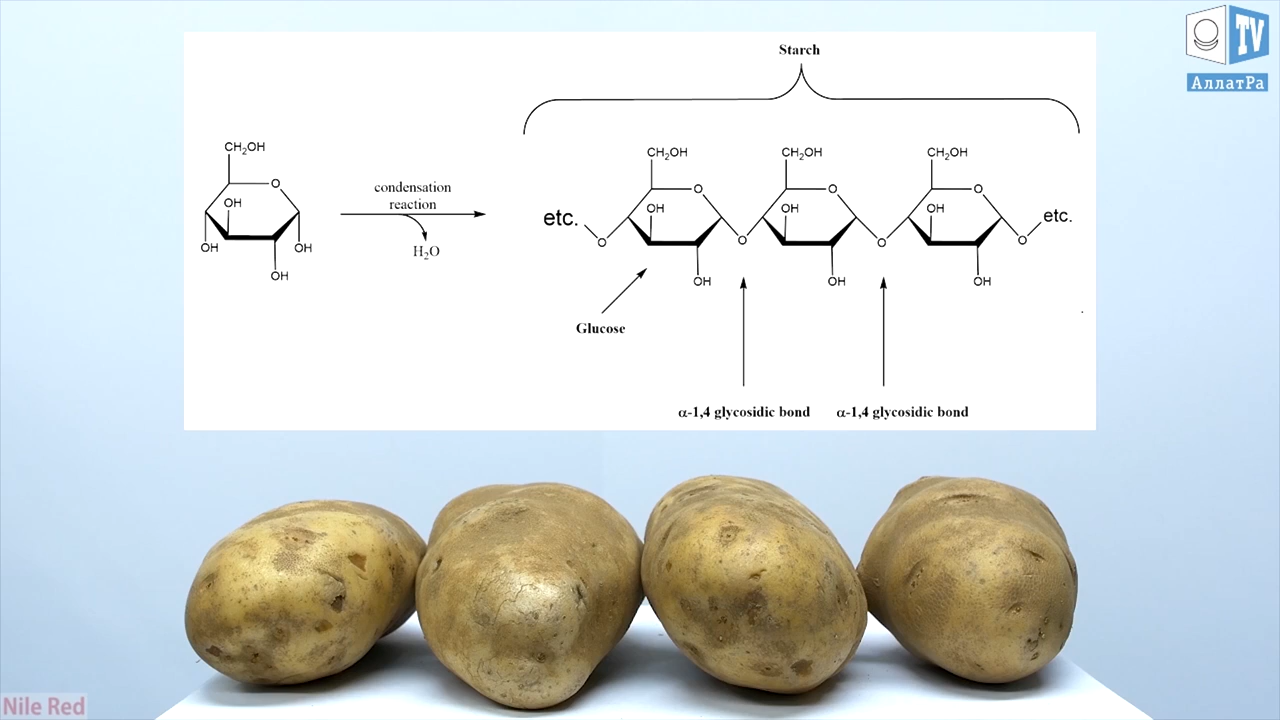 TV
АллатРа
Starch
CH2OH
O
OH
OH
OH
OH
condensation
reaction
H2O
etc.
O
CH2OH
O
OH
OH
O
CH2OH
O
OH
OH
O
CH2OH
O
OH
OH
O
etc.
Glucose
α-1,4 glycosidic bond
α-1,4 glycosidic bond
Nile Red